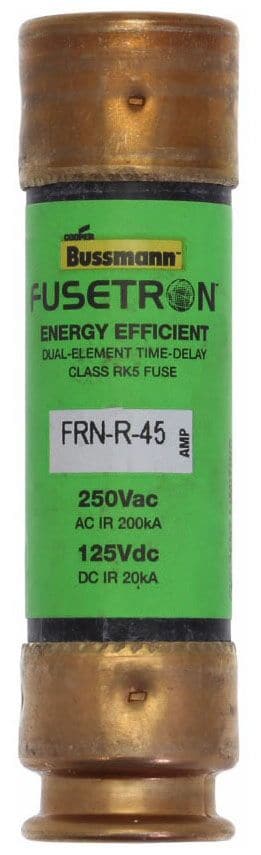 COOPER
Bussmann
FUSETRON
ENERGY EFFICIENT
DUAL-ELEMENT TIME-DELAY
CLASS RK5 FUSE
FRN-R-45 AMP
250Vac
AC IR 200kA
125Vdc
DC IR 20kA